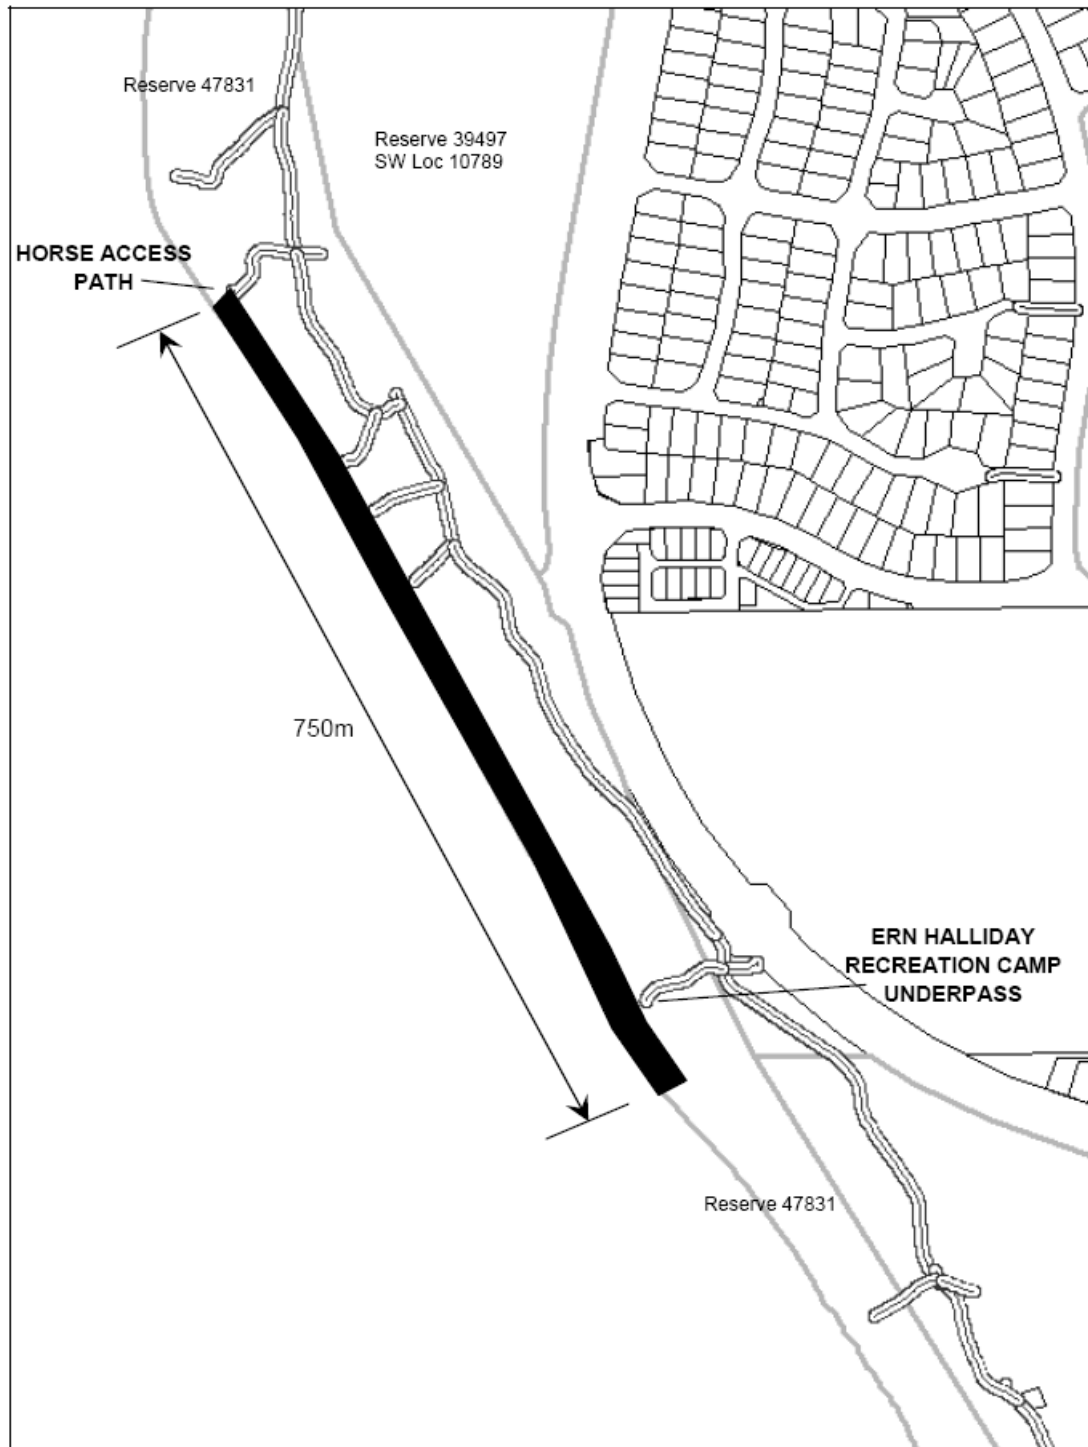 Reserve 47831
Reserve 39497
SW Loc 10789
HORSE ACCESS
PATH
750m
ERN HALLIDAY
RECREATION CAMP
UNDERPASS
Reserve 47831